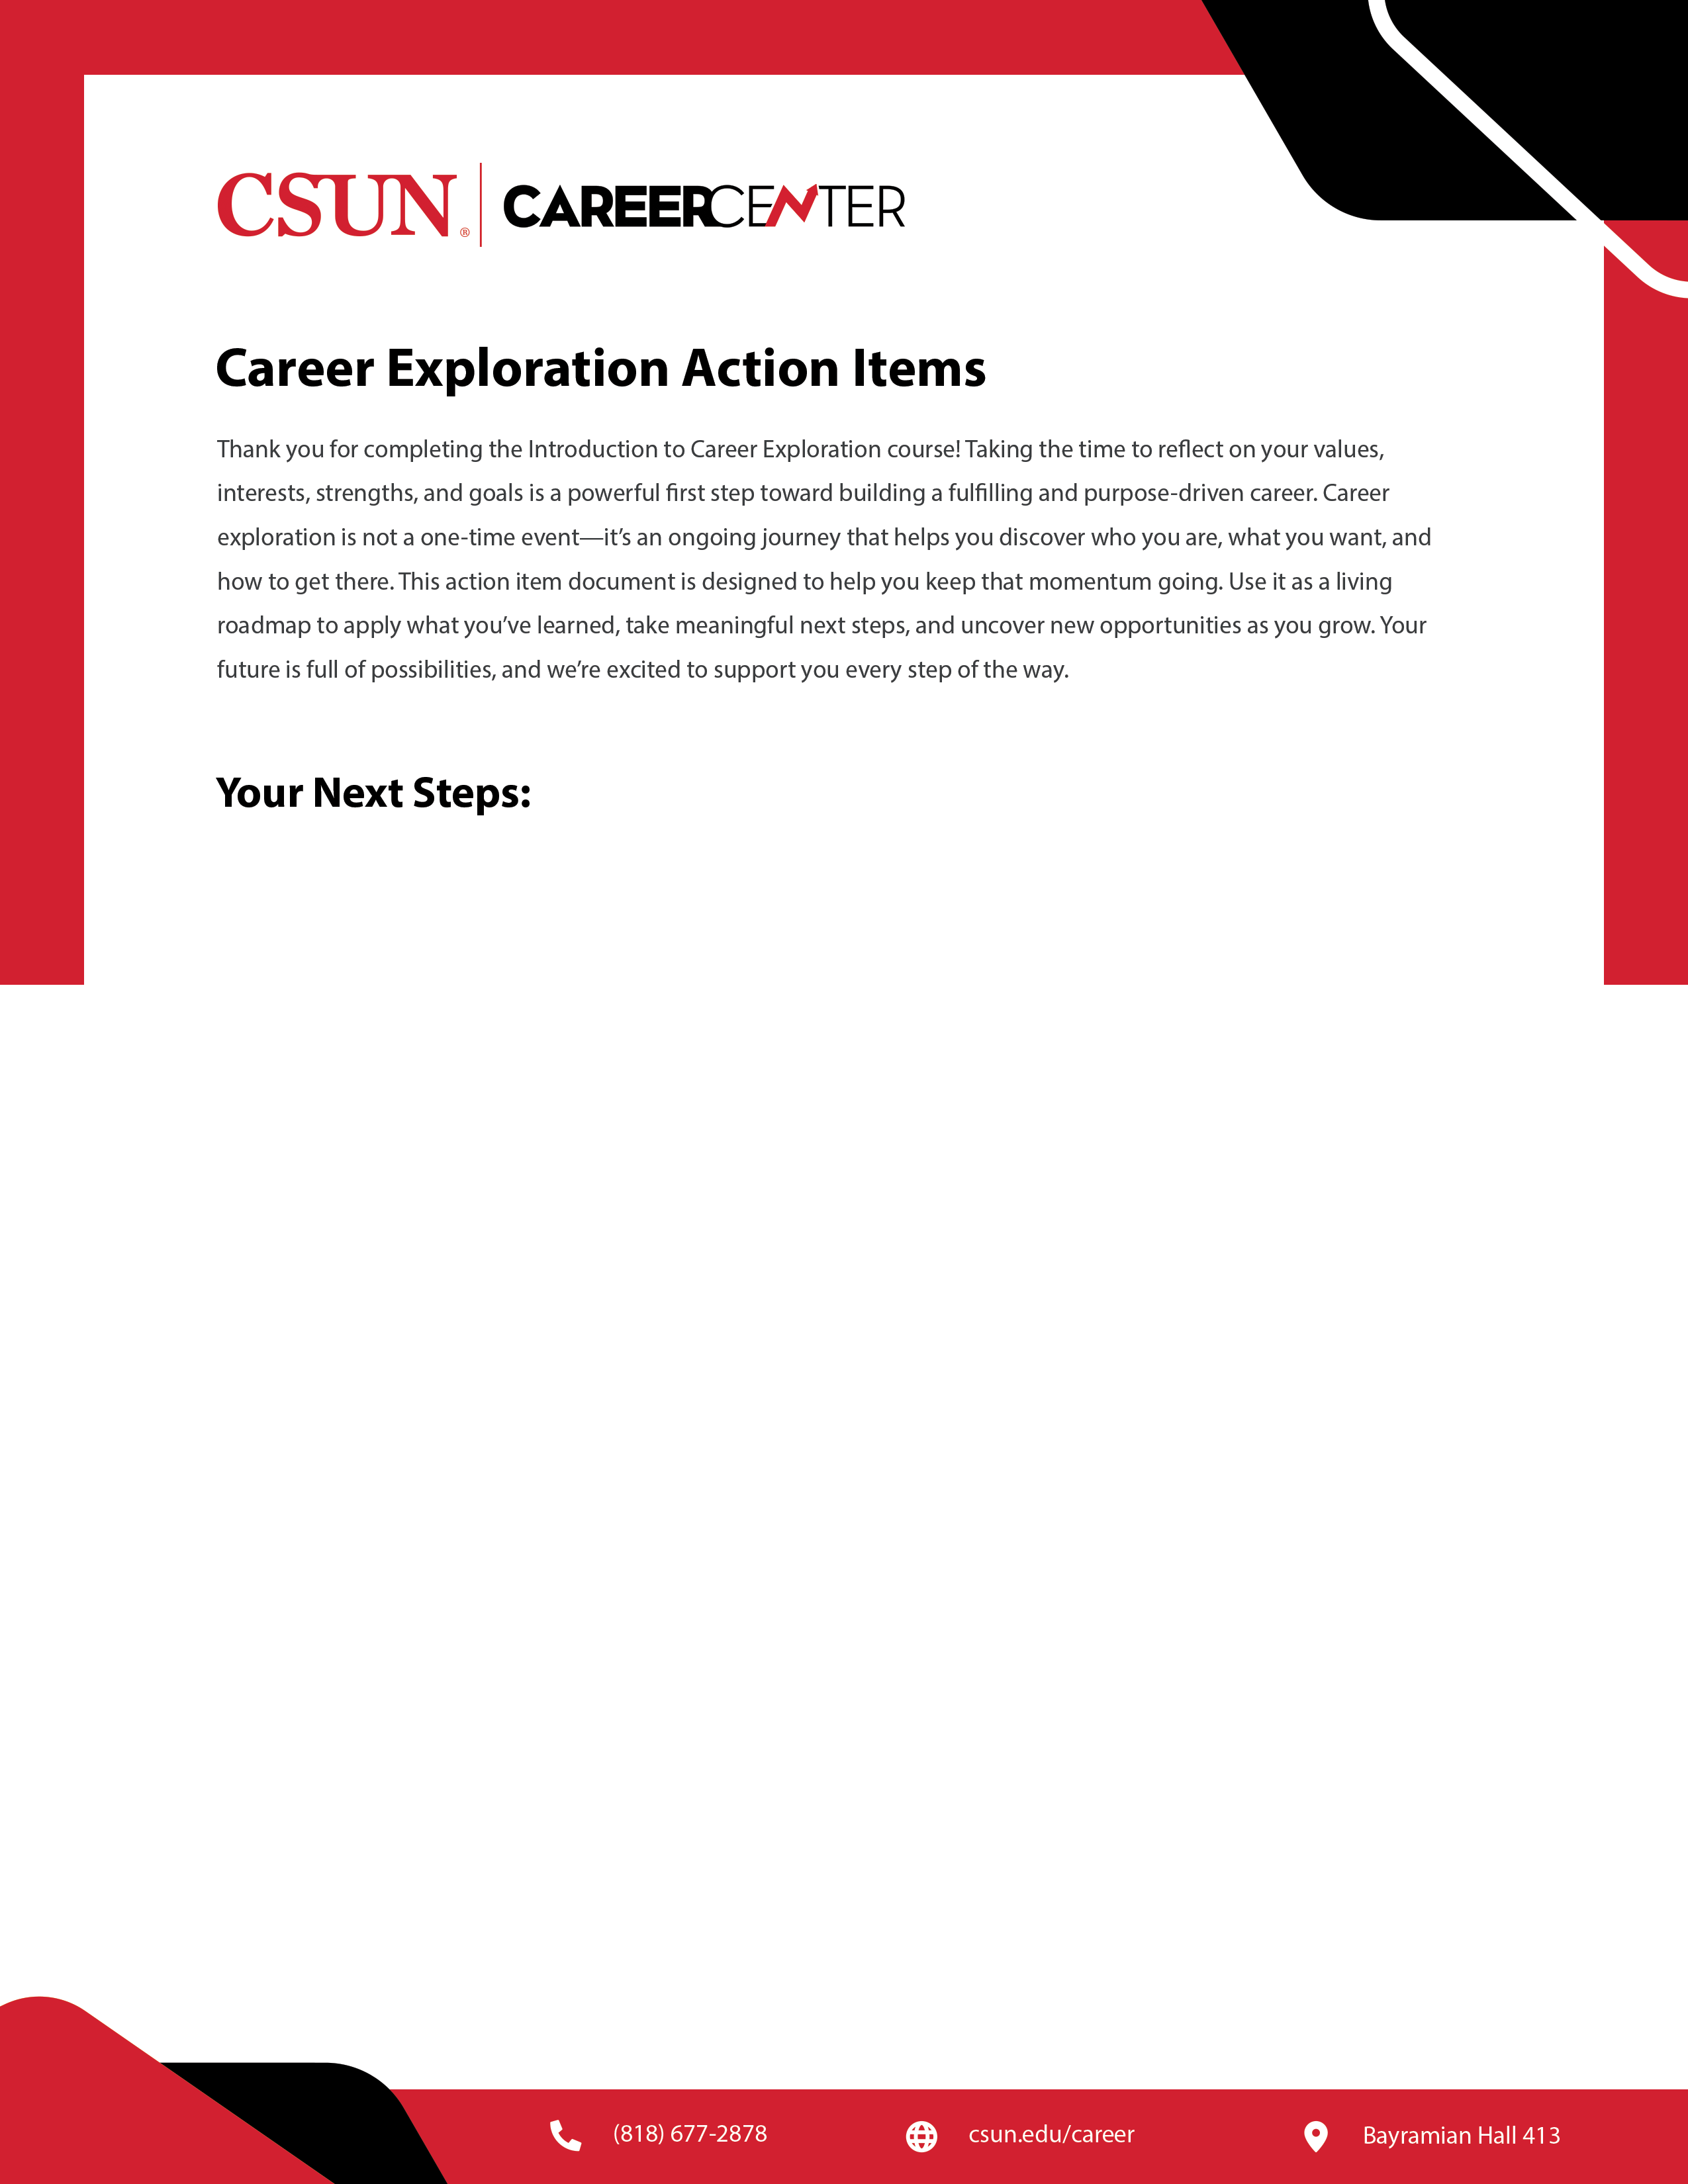 CSUN® | CAREERCENTER
Career Exploration Action Items
Thank you for completing the Introduction to Career Exploration course! Taking the time to reflect on your values,
interests, strengths, and goals is a powerful first step toward building a fulfilling and purpose-driven career. Career
exploration is not a one-time event—it’s an ongoing journey that helps you discover who you are, what you want, and
how to get there. This action item document is designed to help you keep that momentum going. Use it as a living
roadmap to apply what you’ve learned, take meaningful next steps, and uncover new opportunities as you grow. Your
future is full of possibilities, and we’re excited to support you every step of the way.
Your Next Steps:
(818) 677-2878
csun.edu/career
Bayramian Hall 413